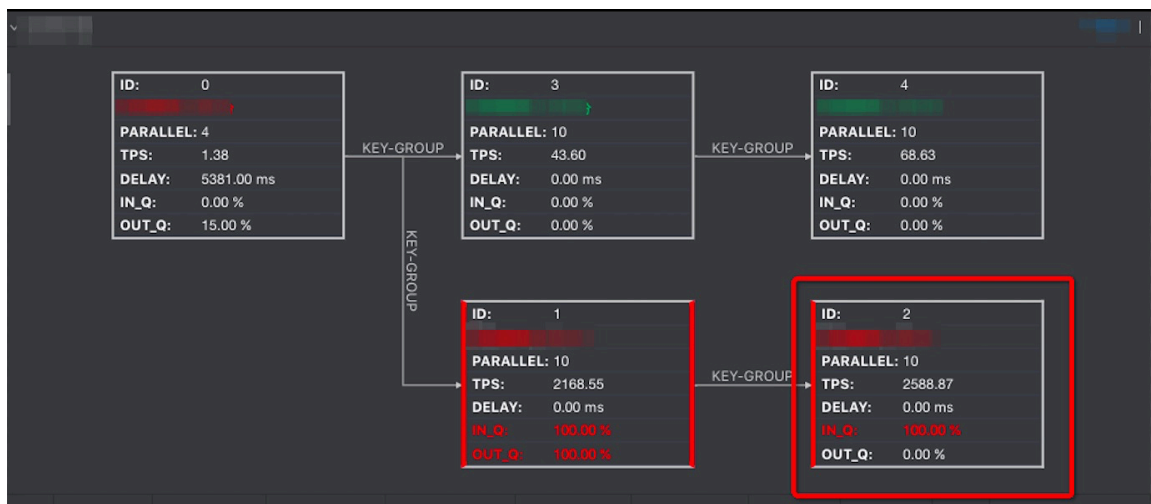 ID: 0
PARALLEL: 4
TPS: 1.38
DELAY: 5381.00 ms
IN_Q: 0.00 %
OUT_Q: 15.00 %
KEY-GROUP
ID: 3
}
PARALLEL: 10
TPS: 43.60
DELAY: 0.00 ms
IN_Q: 0.00 %
OUT_Q: 0.00 %
KEY-GROUP
ID: 4
PARALLEL: 10
TPS: 68.63
DELAY: 0.00 ms
IN_Q: 0.00 %
OUT_Q: 0.00 %
KEY-GROUP
ID: 1
PARALLEL: 10
TPS: 2168.55
DELAY: 0.00 ms
IN_Q: 100.00 %
OUT_Q: 100.00 %
KEY-GROUP
ID: 2
PARALLEL: 10
TPS: 2588.87
DELAY: 0.00 ms
IN_Q: 100.00 %
OUT_Q: 0.00 %